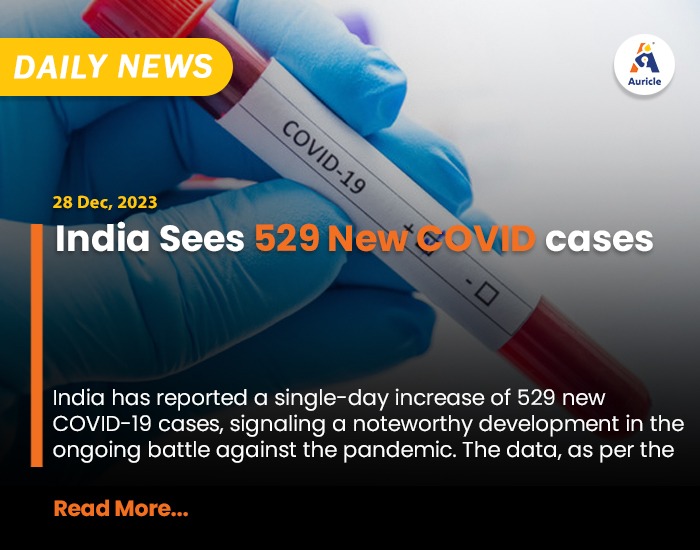 DAILY NEWS
Auricle
COVID-19
+
-
28 Dec, 2023
India Sees 529 New COVID cases
India has reported a single-day increase of 529 new
COVID-19 cases, signaling a noteworthy development in the
ongoing battle against the pandemic. The data, as per the
Read More...